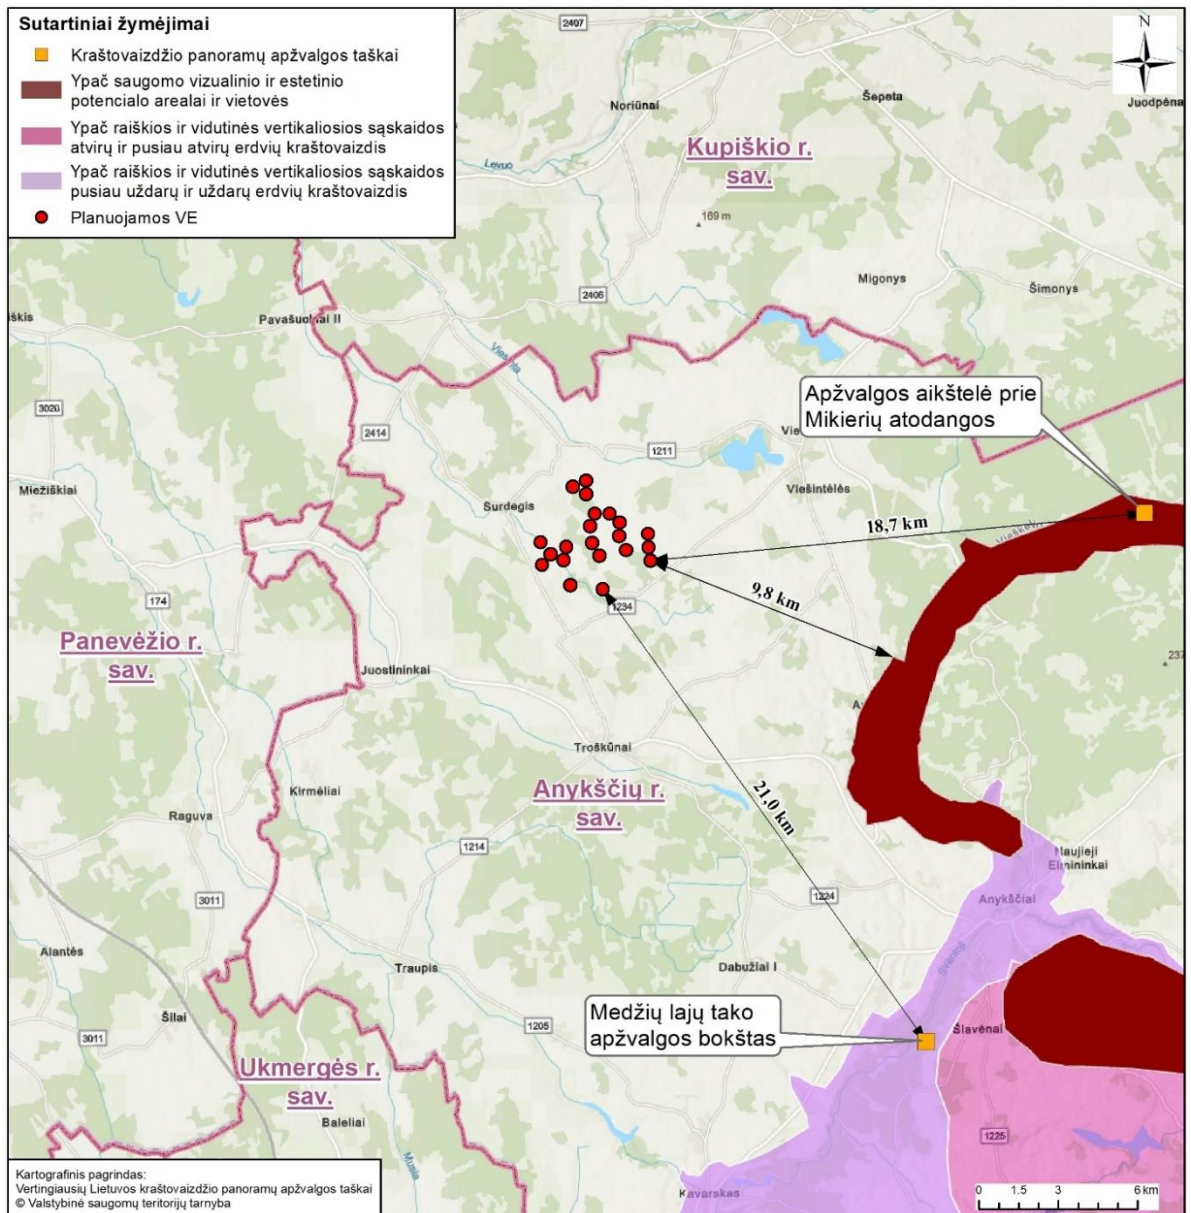 Sutartiniai žymėjimai
Kraštovaizdžio panoramų apžvalgos taškai
Ypač saugomo vizualinio ir estetinio
potencialo arealai ir vietovės
Ypač raiškios ir vidutinės vertikaliosios sąskaidos
atvirų ir pusiau atvirų erdvių kraštovaizdis
Ypač raiškios ir vidutinės vertikaliosios sąskaidos
pusiau uždarų ir uždarų erdvių kraštovaizdis
Planuojamos VE
2407
N
Noriūnai
Šepeta
Juodpėna
Levuo
Kupiškio r.
sav.
169 m
Migonys
Šimonys
2406
iškis
Viešinta
3020
2414
Apžvalgos aikštelė prie
Mikierių atodangos
1211
Miežiškiai
Surdegis
Viešintėlės
18,7 km
9,8 km
174
1234
Panevėžio r.
sav.
237
Juostininkai
Troškūnai
Anykščių r.
sav.
21,0 km
Kirmėliai
Raguva
1214
3011
1224
Anykščiai
Alantės
Traupis
Dabužiai I
Šventoji
Medžių lajų tako
apžvalgos bokštas
Šilai
3011
1205
Šlavėnai
Ukmergės r.
sav.
Baleliai
1225
Mušia
Kavarskas
Kartografinis pagrindas:
Vertingiausių Lietuvos kraštovaizdžio panoramų apžvalgos taškai
© Valstybinė saugomų teritorijų tarnyba
0 1.5 3 6 km